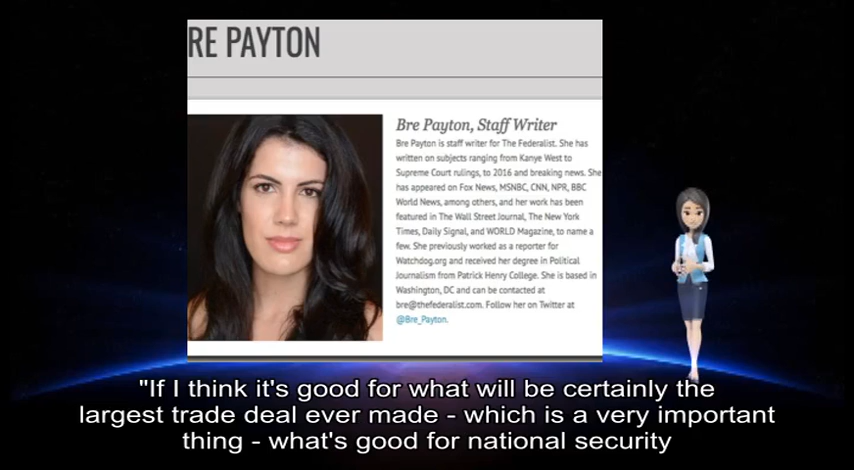 BRE PAYTON
Bre Payton, Staff Writer
Bre Payton is staff writer for The Federalist. She has
written on subjects ranging from Kanye West to
Supreme Court rulings, to 2016 and breaking news. She
has appeared on Fox News, MSNBC, CNN, NPR, BBC
World News, among others, and her work has been
featured in The Wall Street Journal, The New York
Times, Daily Signal, and WORLD Magazine, to name a
few. She previously worked as a reporter for
Watchdog.org and received her degree in Political
Journalism from Patrick Henry College. She is based in
Washington, DC and can be contacted at
bre@thefederalist.com. Follow her on Twitter at
@Bre_Payton.
"If I think it's good for what will be certainly the
largest trade deal ever made - which is a very important
thing - what's good for national security